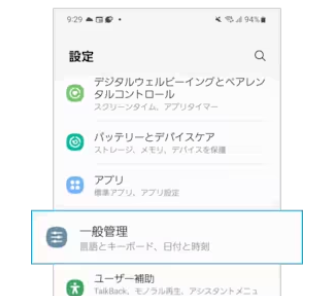 9:29
94%
設定
デジタルウェルビーイングとペアレン
タルコントロール
スクリーンタイム、アプリタイマー
バッテリーとデバイスケア
ストレージ、メモリ、デバイスを保護
アプリ
標準アプリ、アプリ設定
一般管理
言語とキーボード、日付と時刻
ユーザー補助
TalkBack、モノラル再生、アシスタントメニュ